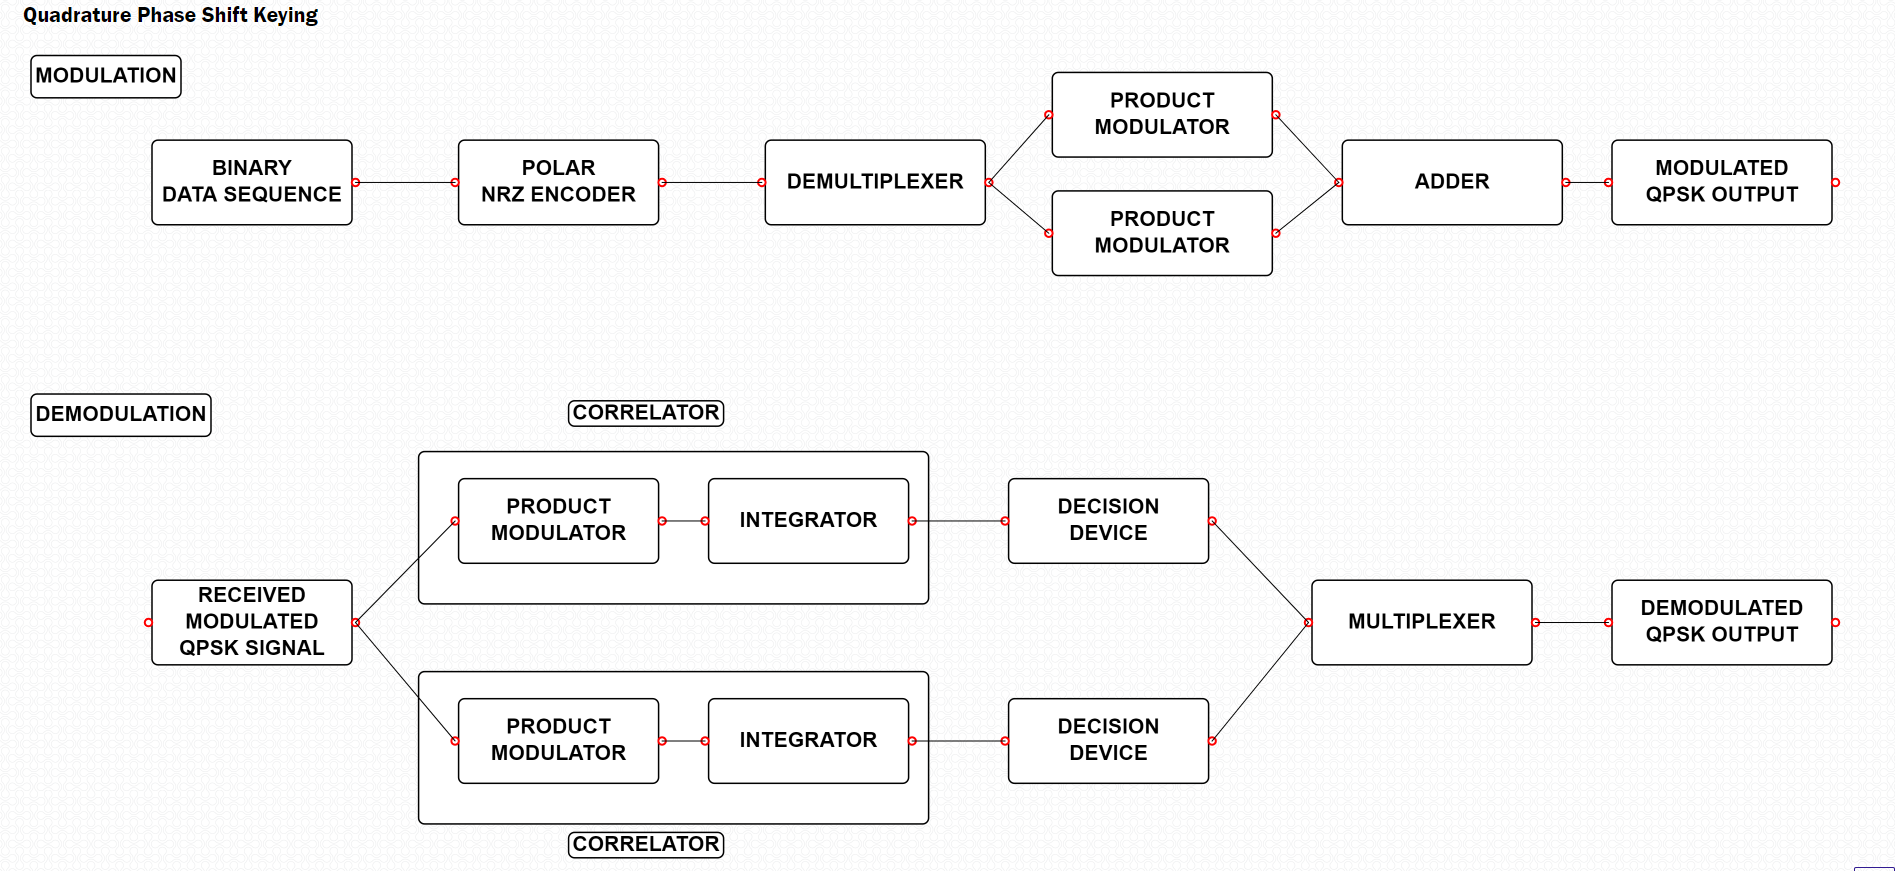 Quadrature Phase Shift Keying
MODULATION
BINARY
DATA SEQUENCE
POLAR
NRZ ENCODER
DEMULTIPLEXER
PRODUCT
MODULATOR
PRODUCT
MODULATOR
ADDER
MODULATED
QPSK OUTPUT
DEMODULATION
CORRELATOR
RECEIVED
MODULATED
QPSK SIGNAL
PRODUCT
MODULATOR
INTEGRATOR
DECISION
DEVICE
PRODUCT
MODULATOR
INTEGRATOR
DECISION
DEVICE
CORRELATOR
MULTIPLEXER
DEMODULATED
QPSK OUTPUT